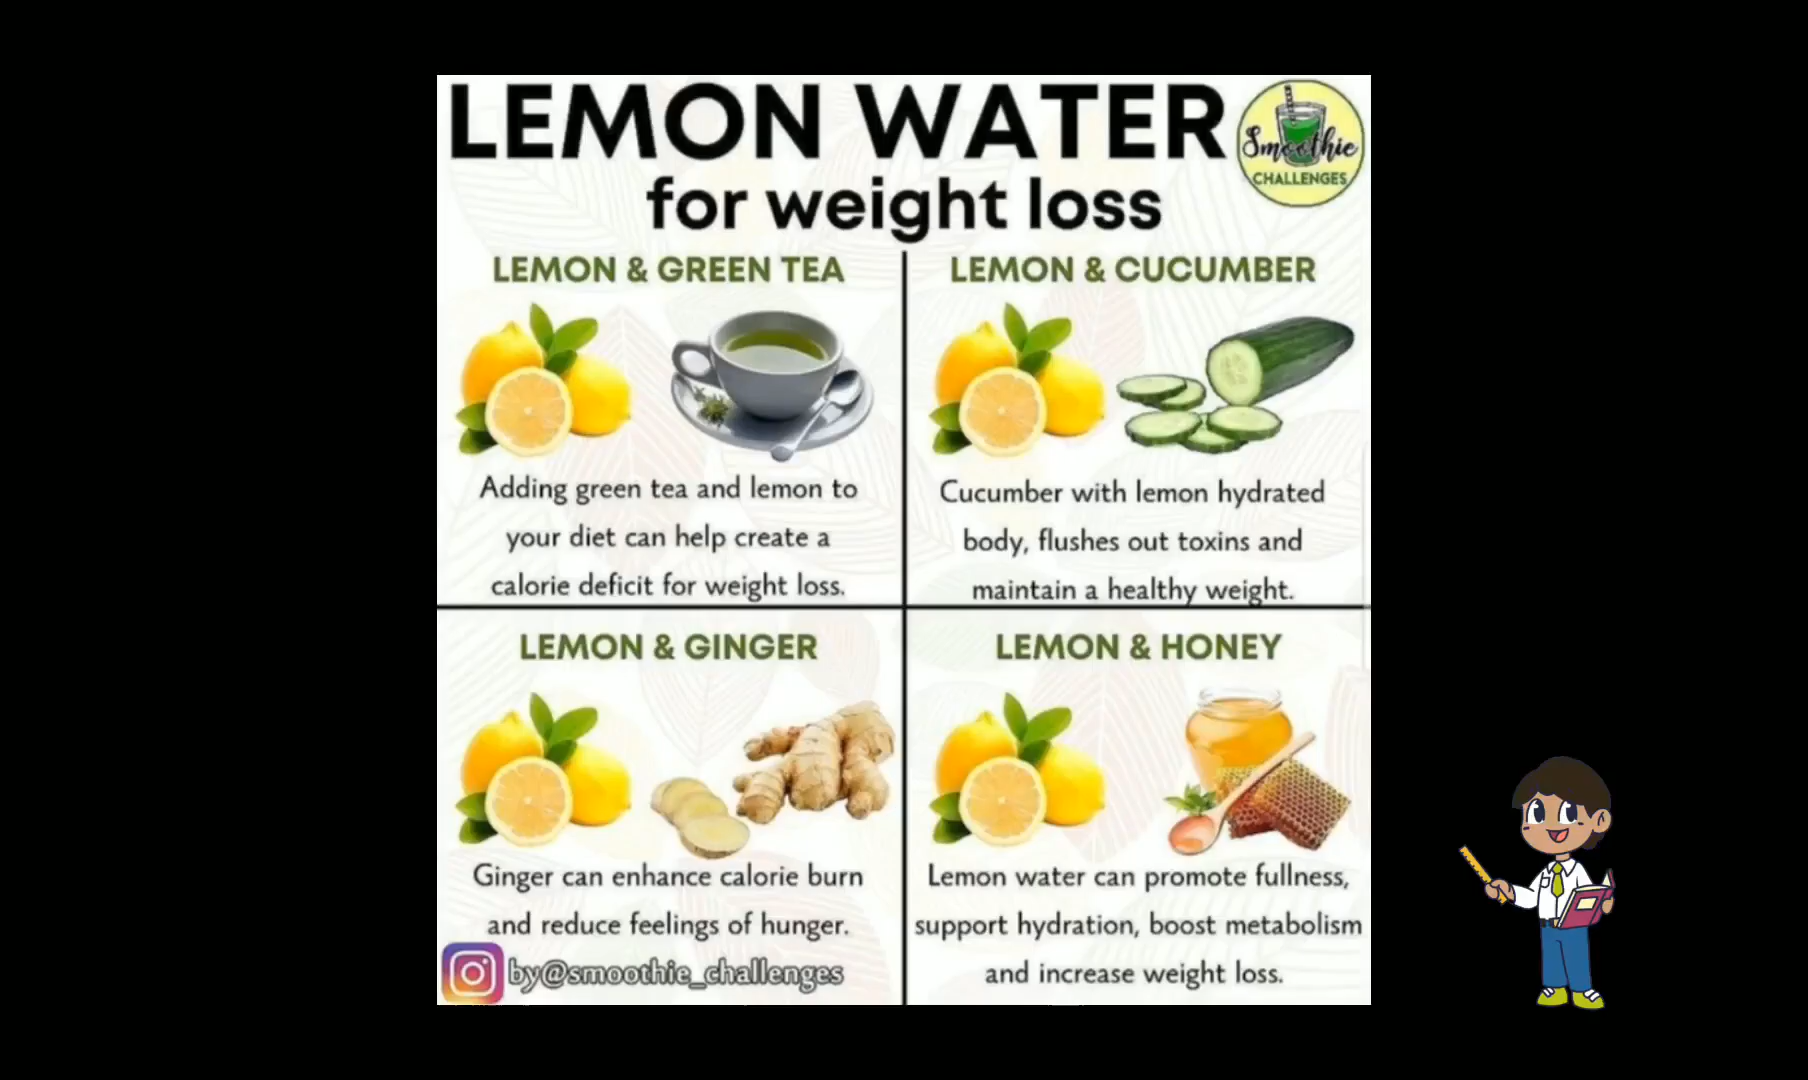 LEMON WATER
for weight loss
Smoothie
CHALLENGES
LEMON & GREEN TEA
Adding green tea and lemon to
your diet can help create a
calorie deficit for weight loss.
LEMON & CUCUMBER
Cucumber with lemon hydrated
body, flushes out toxins and
maintain a healthy weight.
LEMON & GINGER
Ginger can enhance calorie burn
and reduce feelings of hunger.
by@smoothie_challenges
LEMON & HONEY
Lemon water can promote fullness,
support hydration, boost metabolism
and increase weight loss.